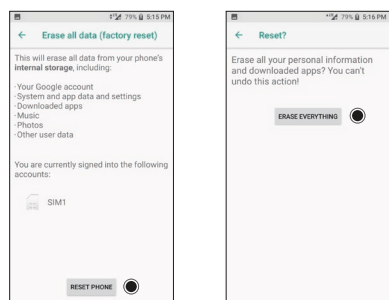 79% 5:15 PM
Erase all data (factory reset)
This will erase all data from your phone's
internal storage, including:
·Your Google account
·System and app data and settings
·Downloaded apps
·Music
·Photos
·Other user data
You are currently signed into the following
accounts:
SIM1
RESET PHONE
79% 5:16 PM
Reset?
Erase all your personal information
and downloaded apps? You can't
undo this action!
ERASE EVERYTHING